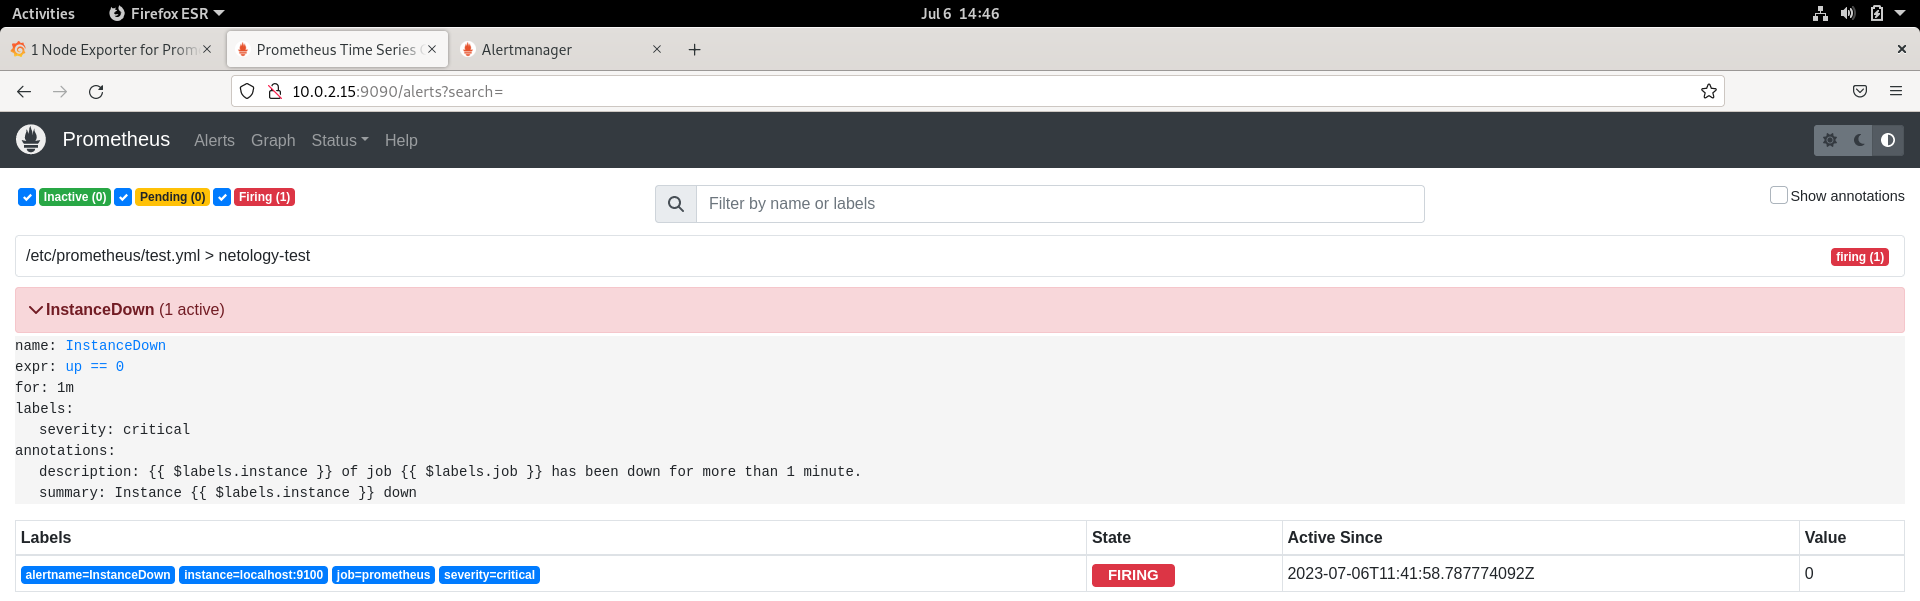 Activities Firefox ESR Jul 6 14:46
1 Node Exporter for Prom Prometheus Time Series Alertmanager
10.0.2.15:9090/alerts?search=
Prometheus Alerts Graph Status Help
Inactive (0) Pending (0) Firing (1) Filter by name or labels Show annotations
/etc/prometheus/test.yml > netology-test firing (1)
InstanceDown (1 active)
name: InstanceDown
expr: up == 0
for: 1m
labels:
severity: critical
annotations:
description: {{ $labels.instance }} of job {{ $labels.job }} has been down for more than 1 minute.
summary: Instance {{ $labels.instance }} down
Labels State Active Since Value
alertname=InstanceDown instance=localhost:9100 job=prometheus severity=critical FIRING 2023-07-06T11:41:58.787774092Z 0